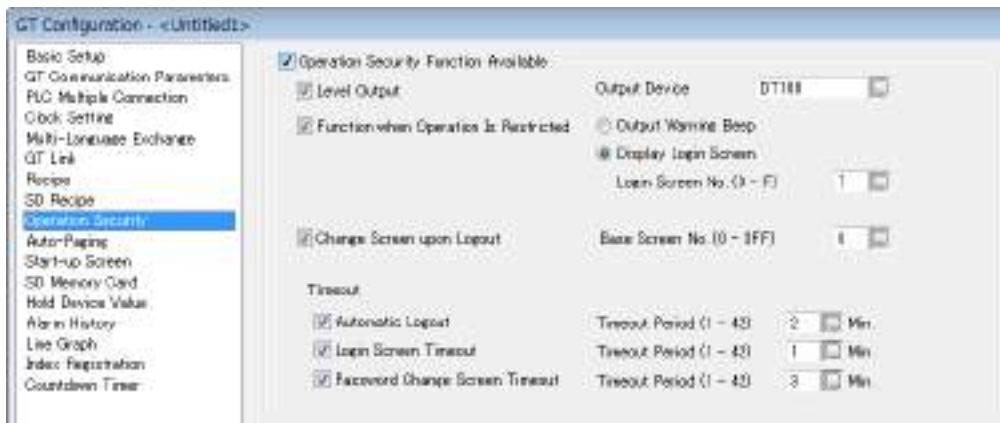 GT Configuration - <Untitled1>
Basic Setup
GT Communication Parameters
PLC Multiple Connection
Clock Setting
Multi-Language Exchange
GT Link
Recipe
SD Recipe
Operation Security
Auto-Paging
Start-up Screen
SD Memory Card
Hold Device Value
Alarm History
Line Graph
Index Registration
Countdown Timer
Operation Security Function Available
Level Output Output Device DT100
Function when Operation Is Restricted Output Warning Beep
Display Login Screen
Login Screen No. (0 - F)
Change Screen upon Logout Base Screen No. (0 - 3FF)
Timeout
Automatic Logout Timeout Period (1 - 42) 2 Min.
Login Screen Timeout Timeout Period (1 - 42) 1 Min.
Password Change Screen Timeout Timeout Period (1 - 42) 3 Min.